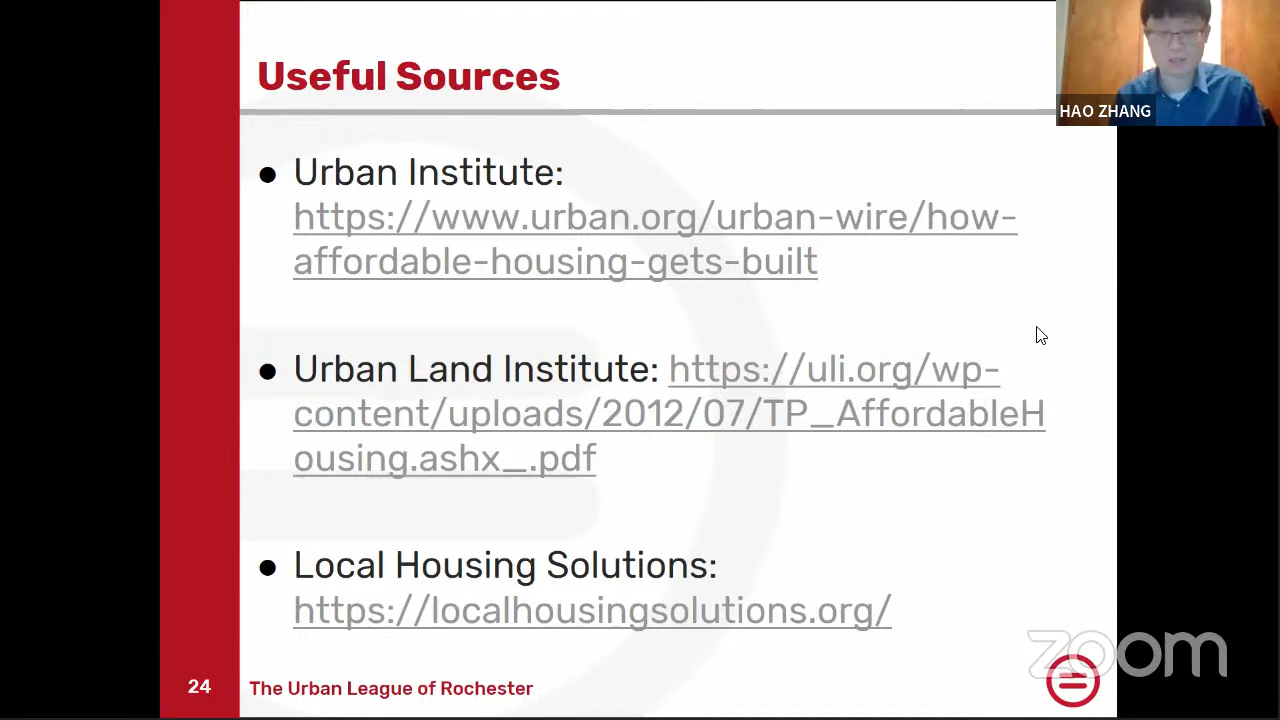 Useful Sources
HAO ZHANG
● Urban Institute:
https://www.urban.org/urban-wire/how-
affordable-housing-gets-built
● Urban Land Institute: https://uli.org/wp-
content/uploads/2012/07/TP_AffordableH
ousing.ashx_.pdf
● Local Housing Solutions:
https://localhousingsolutions.org/
zoom
24 The Urban League of Rochester